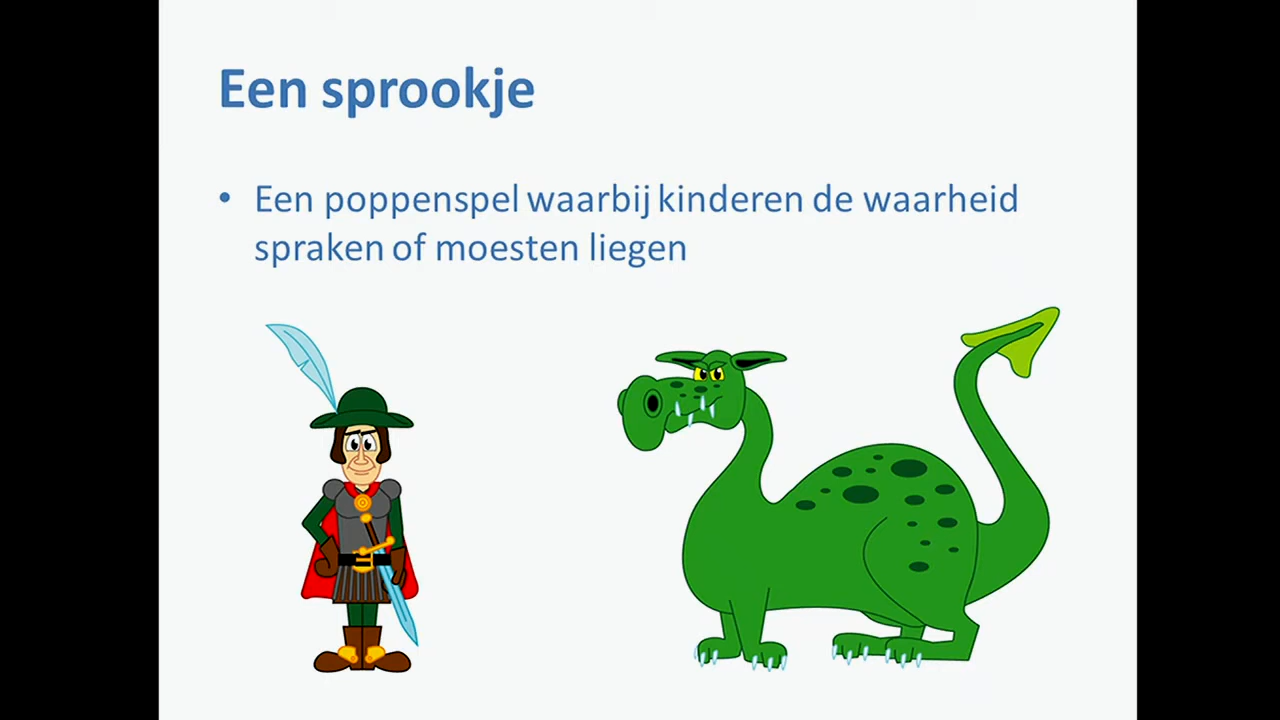 Een sprookje
• Een poppenspel waarbij kinderen de waarheid
spraken of moesten liegen